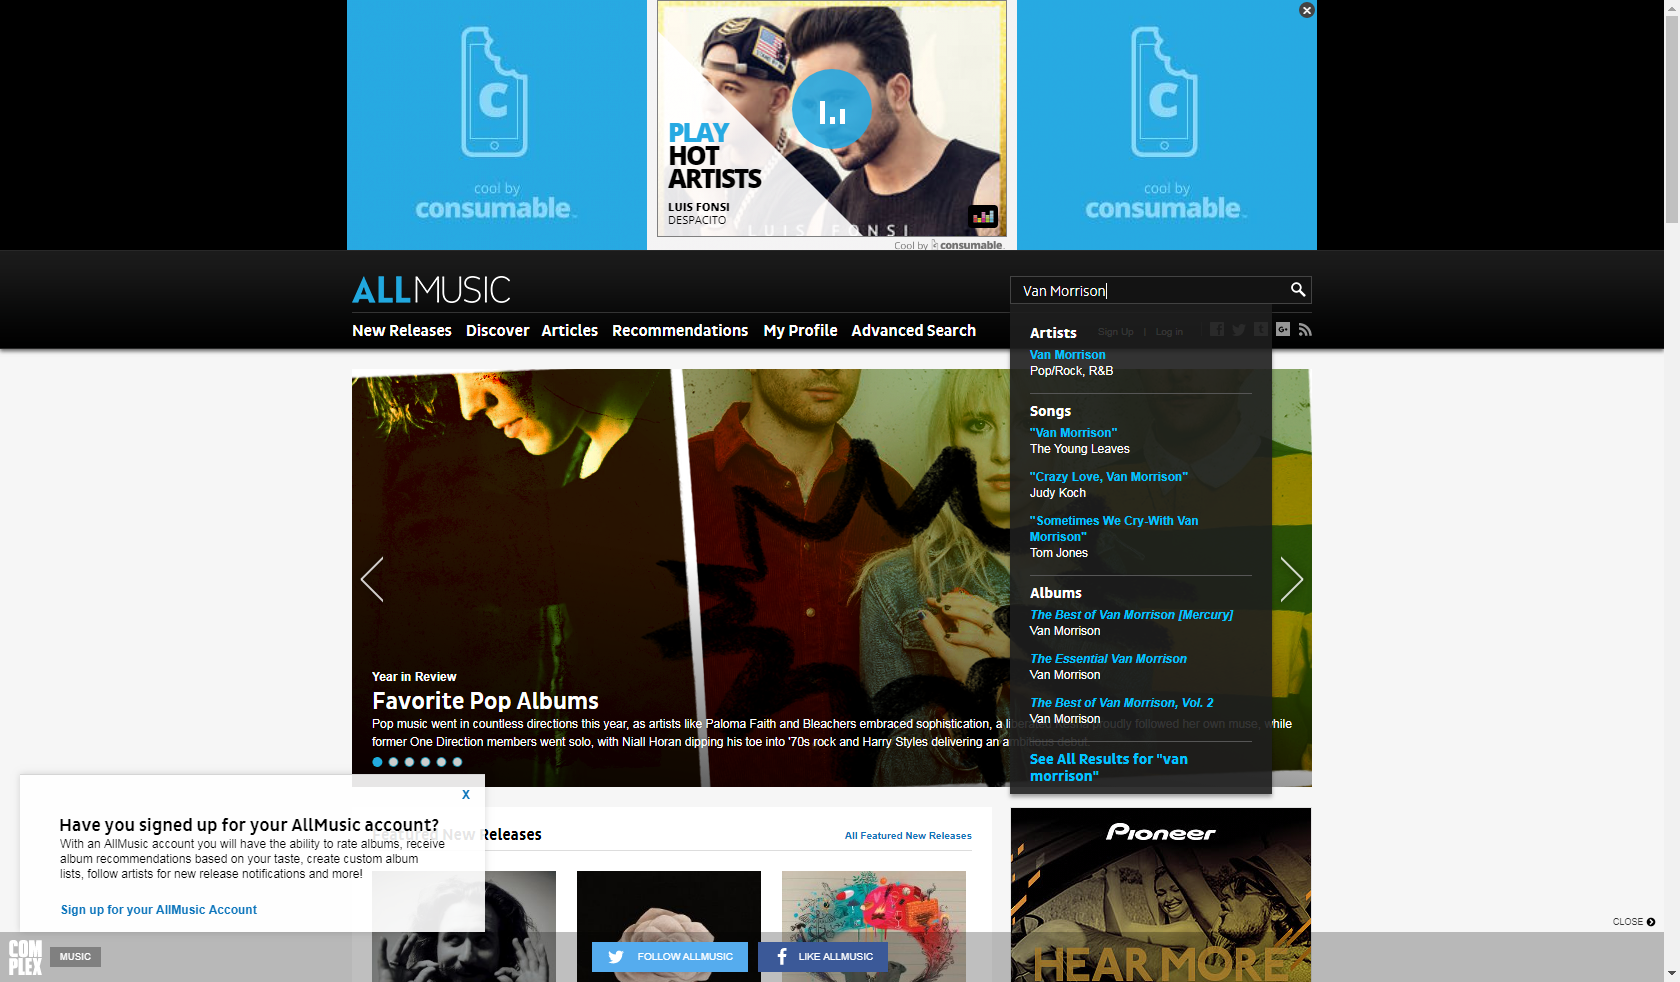 cool by
consumable
PLAY
HOT
ARTISTS
LUIS FONSI
DESPACITO
LUIS FONSI
Cool by consumable
cool by
consumable
ALLMUSIC
Van Morrison
New Releases Discover Articles Recommendations My Profile Advanced Search
Sign Up | Log in
Artists
Van Morrison
Pop/Rock, R&B
Songs
"Van Morrison"
The Young Leaves
"Crazy Love, Van Morrison"
Judy Koch
"Sometimes We Cry-With Van
Morrison"
Tom Jones
Albums
The Best of Van Morrison [Mercury]
Van Morrison
The Essential Van Morrison
Van Morrison
The Best of Van Morrison, Vol. 2
Van Morrison
See All Results for "van
morrison"
Year in Review
Favorite Pop Albums
Pop music went in countless directions this year, as artists like Paloma Faith and Bleachers embraced sophistication, a proudly followed her own muse, while
former One Direction members went solo, with Niall Horan dipping his toe into '70s rock and Harry Styles delivering an ambitious debut.
X
Have you signed up for your AllMusic account?
With an AllMusic account you will have the ability to rate albums, receive
album recommendations based on your taste, create custom album
lists, follow artists for new release notifications and more!
Sign up for your AllMusic Account
Featured New Releases
All Featured New Releases
Pioneer
HEAR MORE
CLOSE
COMPLEX
MUSIC
FOLLOW ALLMUSIC
LIKE ALLMUSIC